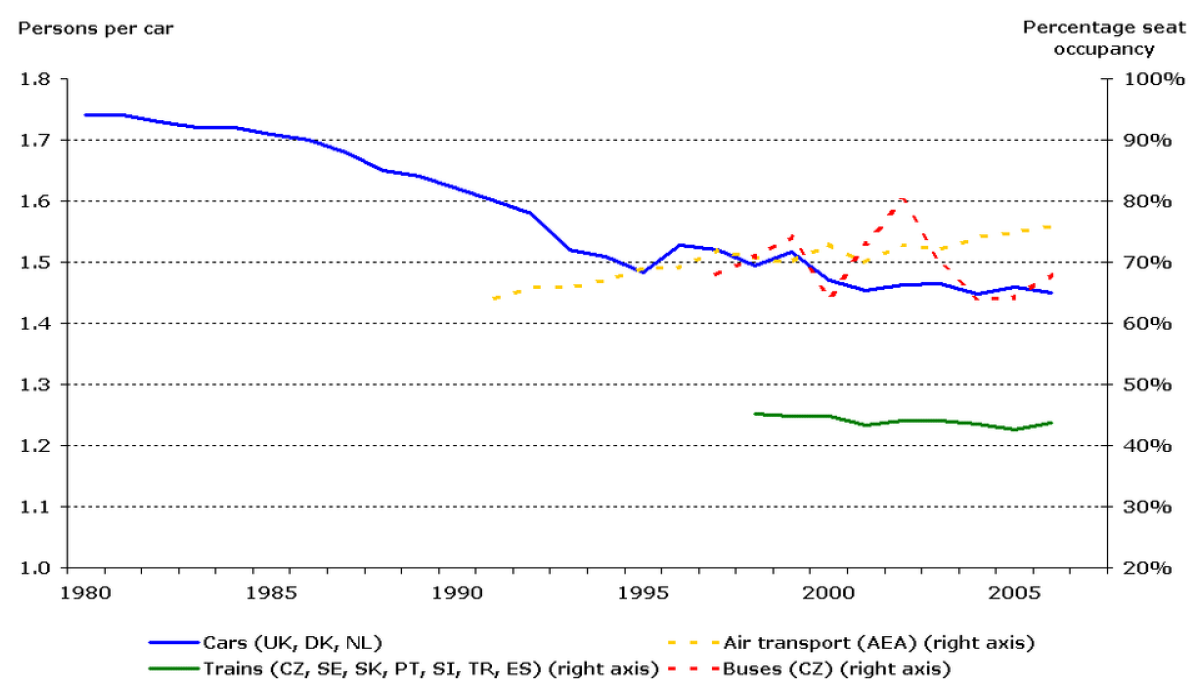 Persons per car
Percentage seat
occupancy
1.8
100%
1.7
90%
1.6
80%
1.5
70%
1.4
60%
1.3
50%
1.2
40%
1.1
30%
1.0
20%
1980 1985 1990 1995 2000 2005
Cars (UK, DK, NL)
Air transport (AEA) (right axis)
Trains (CZ, SE, SK, PT, SI, TR, ES) (right axis)
Buses (CZ) (right axis)